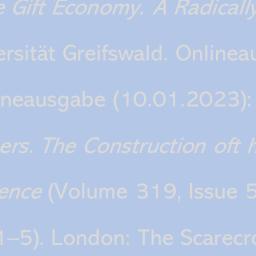 e Gift Economy. A Radically
ersität Greifswald. Onlineau
neausgabe (10.01.2023):
ers. The Construction oft h
ence (Volume 319, Issue 5
1–5). London: The Scarecro